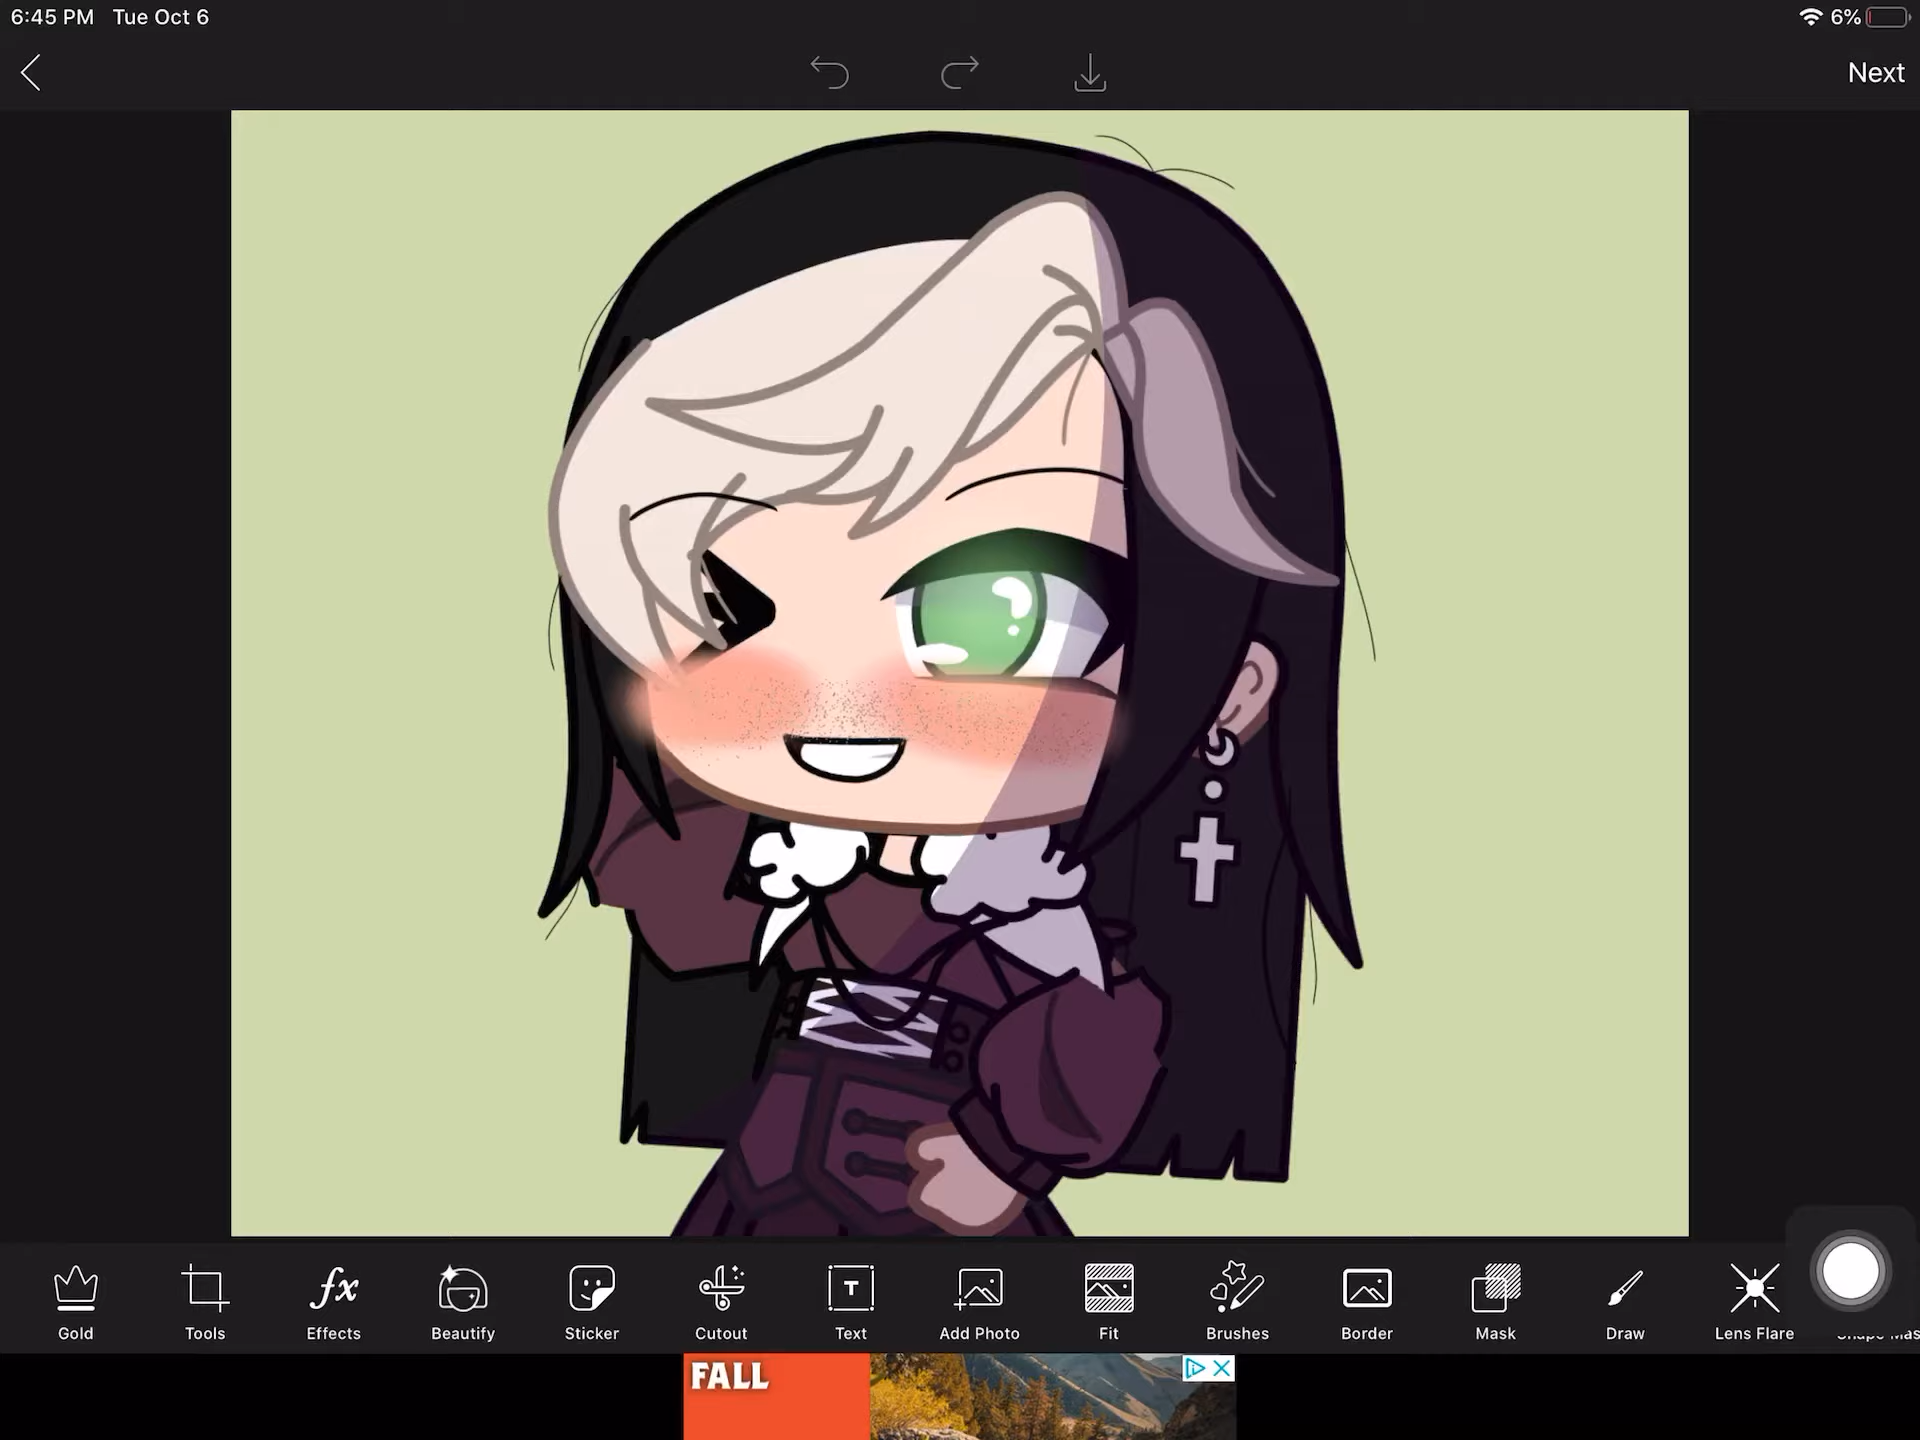 6:45 PM Tue Oct 6
6%
Next
Gold
Tools
Effects
Beautify
Sticker
Cutout
Text
Add Photo
Fit
Brushes
Border
Mask
Draw
Lens Flare
FALL